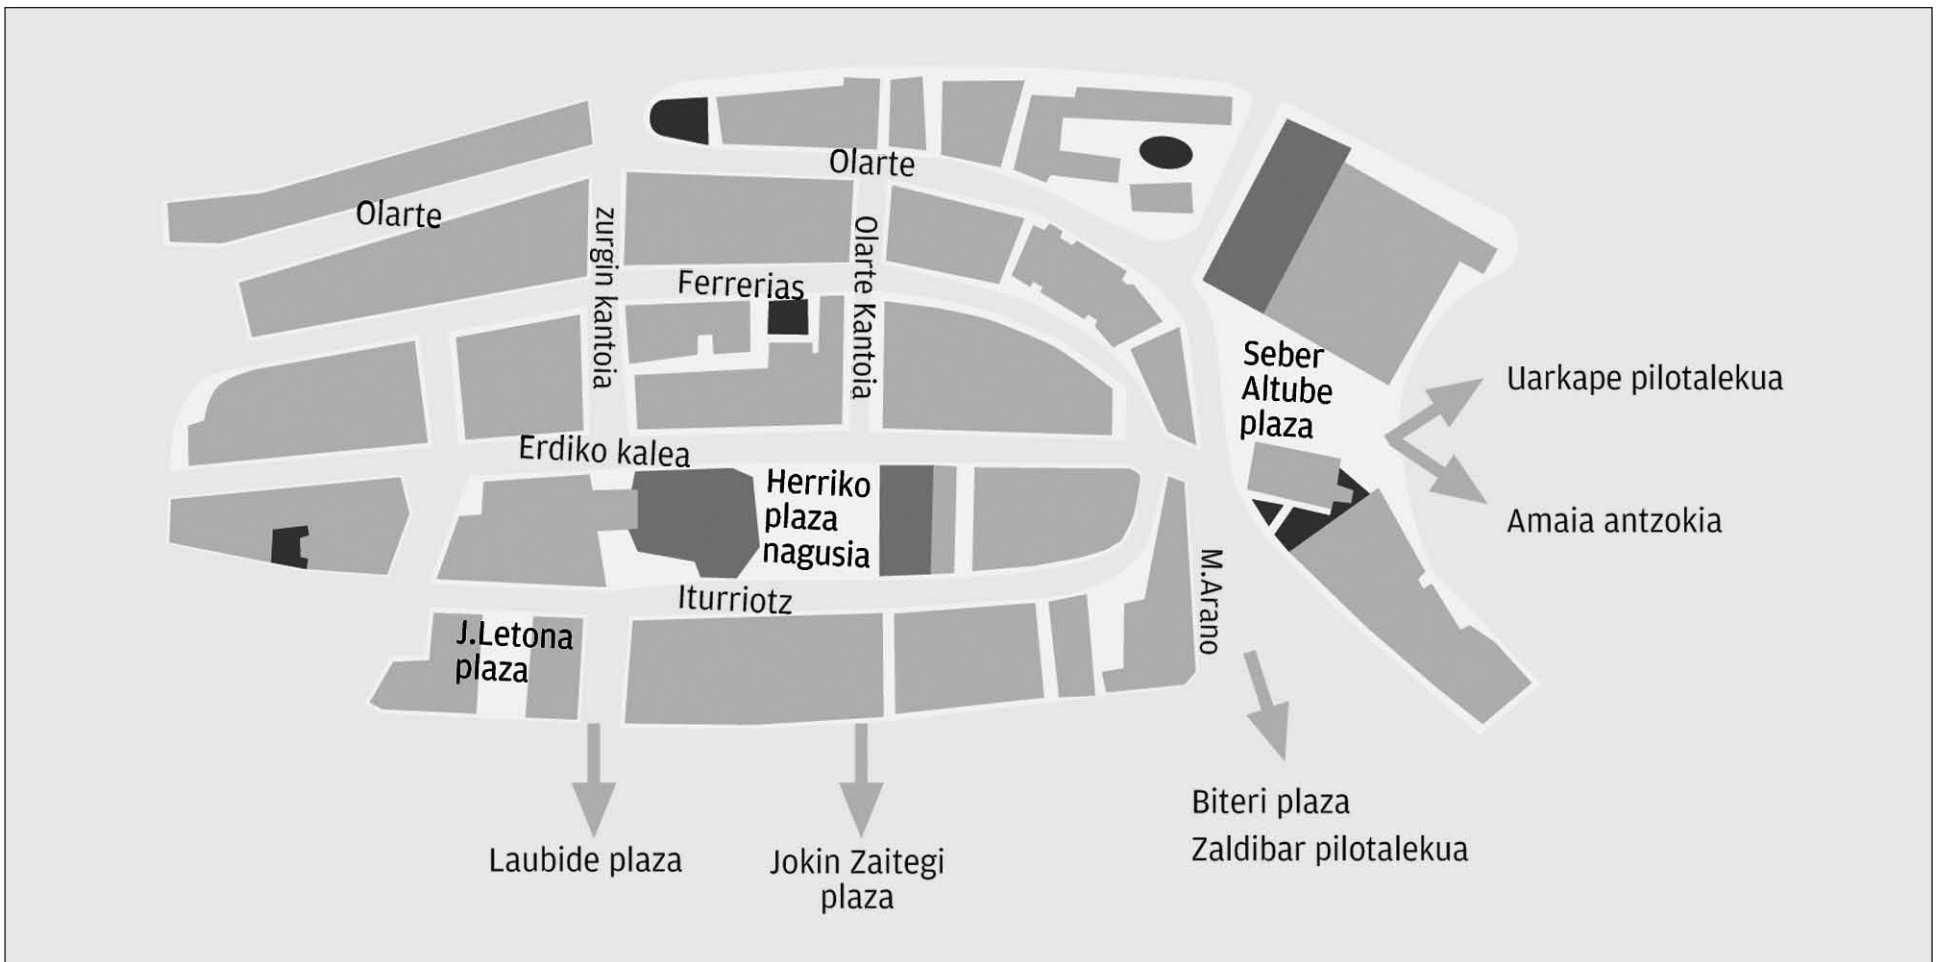 Olarte
Olarte
zurgin kantoia
Olarte Kantoia
Ferrerias
Seber
Altube
plaza
Uarkape pilotalekua
Amaia antzokia
Erdiko kalea
Herriko
plaza
nagusia
Iturriotz
M.Arano
J.Letona
plaza
Biteri plaza
Zaldibar pilotalekua
Laubide plaza
Jokin Zaitegi
plaza